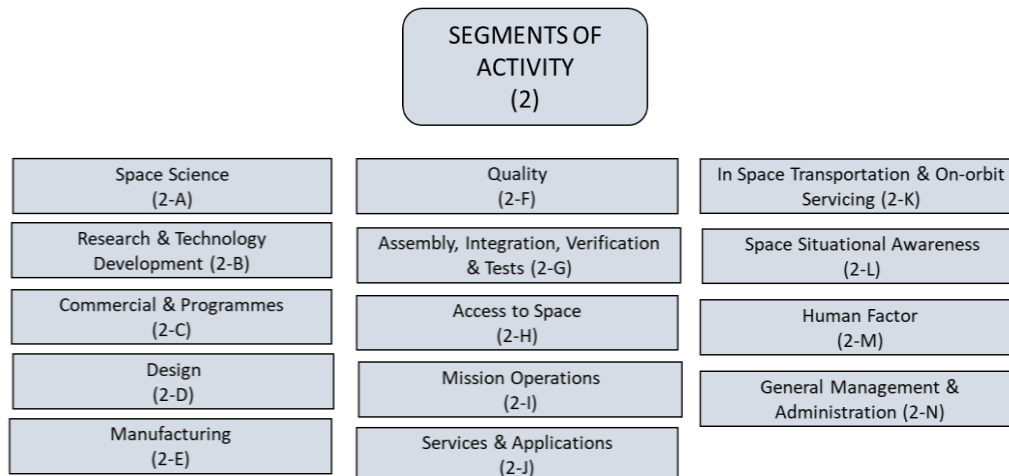 SEGMENTS OF
ACTIVITY
(2)
Space Science
(2-A)
Research & Technology
Development (2-B)
Commercial & Programmes
(2-C)
Design
(2-D)
Manufacturing
(2-E)
Quality
(2-F)
Assembly, Integration, Verification
& Tests (2-G)
Access to Space
(2-H)
Mission Operations
(2-I)
Services & Applications
(2-J)
In Space Transportation & On-orbit
Servicing (2-K)
Space Situational Awareness
(2-L)
Human Factor
(2-M)
General Management &
Administration (2-N)